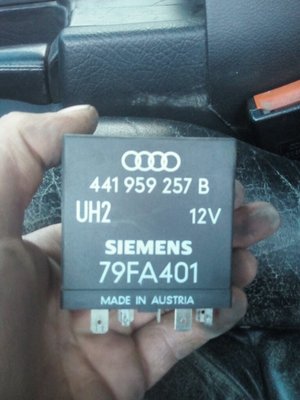 441 959 257 B
UH2 12V
SIEMENS
79FA401
MADE IN AUSTRIA